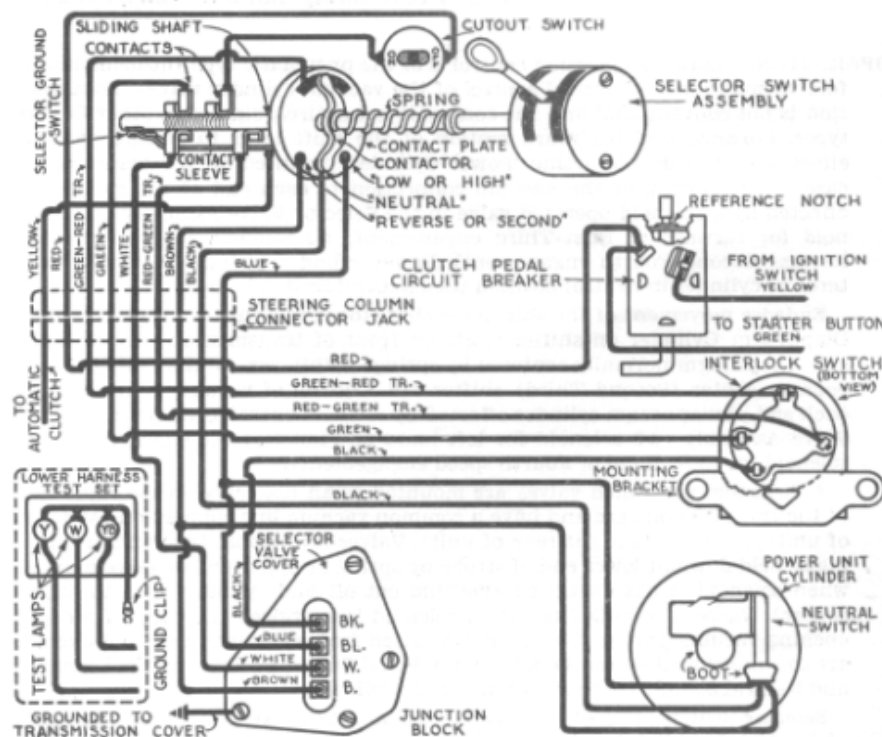 SLIDING SHAFT
CONTACTS
CUTOUT SWITCH
ON
OFF
SELECTOR GROUND
SWITCH
CONTACT
SLEEVE
SPRING
SELECTOR SWITCH
ASSEMBLY
CONTACT PLATE
CONTACTOR
"LOW OR HIGH"
"NEUTRAL"
"REVERSE OR SECOND"
REFERENCE NOTCH
CLUTCH PEDAL
CIRCUIT BREAKER
FROM IGNITION
SWITCH
YELLOW
TO STARTER BUTTON
GREEN
YELLOW
RED
GREEN-RED TR.
GREEN
WHITE
RED-GREEN TR.
BROWN
BLACK
BLUE
STEERING COLUMN
CONNECTOR JACK
TO
AUTOMATIC
CLUTCH
RED
GREEN-RED TR.
RED-GREEN TR.
GREEN
BLACK
BLACK
INTERLOCK SWITCH
(BOTTOM
VIEW)
MOUNTING
BRACKET
LOWER HARNESS
TEST SET
Y
W
YB
TEST LAMPS
GROUND CLIP
SELECTOR
VALVE
COVER
BLACK
BLUE
WHITE
BROWN
BK.
BL.
W.
B.
GROUNDED TO
TRANSMISSION COVER
JUNCTION
BLOCK
POWER UNIT
CYLINDER
NEUTRAL
SWITCH
BOOT